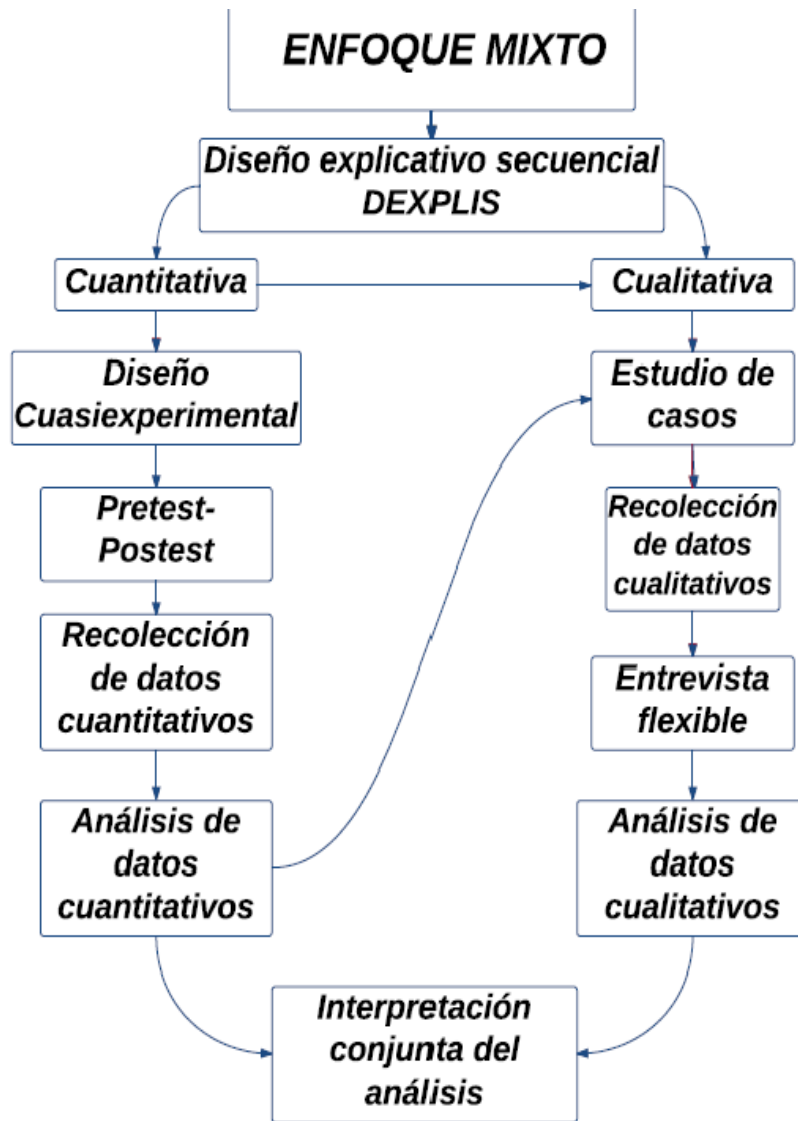 ENFOQUE MIXTO
Diseño explicativo secuencial
DEXPLIS
Cuantitativa
Cualitativa
Diseño
Cuasiexperimental
Estudio de
casos
Pretest-
Postest
Recolección
de datos
cualitativos
Recolección
de datos
cuantitativos
Entrevista
flexible
Análisis de
datos
cuantitativos
Análisis de
datos
cualitativos
Interpretación
conjunta del
análisis